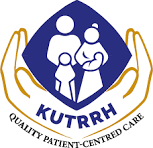 KUTRRH
QUALITY PATIENT-CENTRED CARE